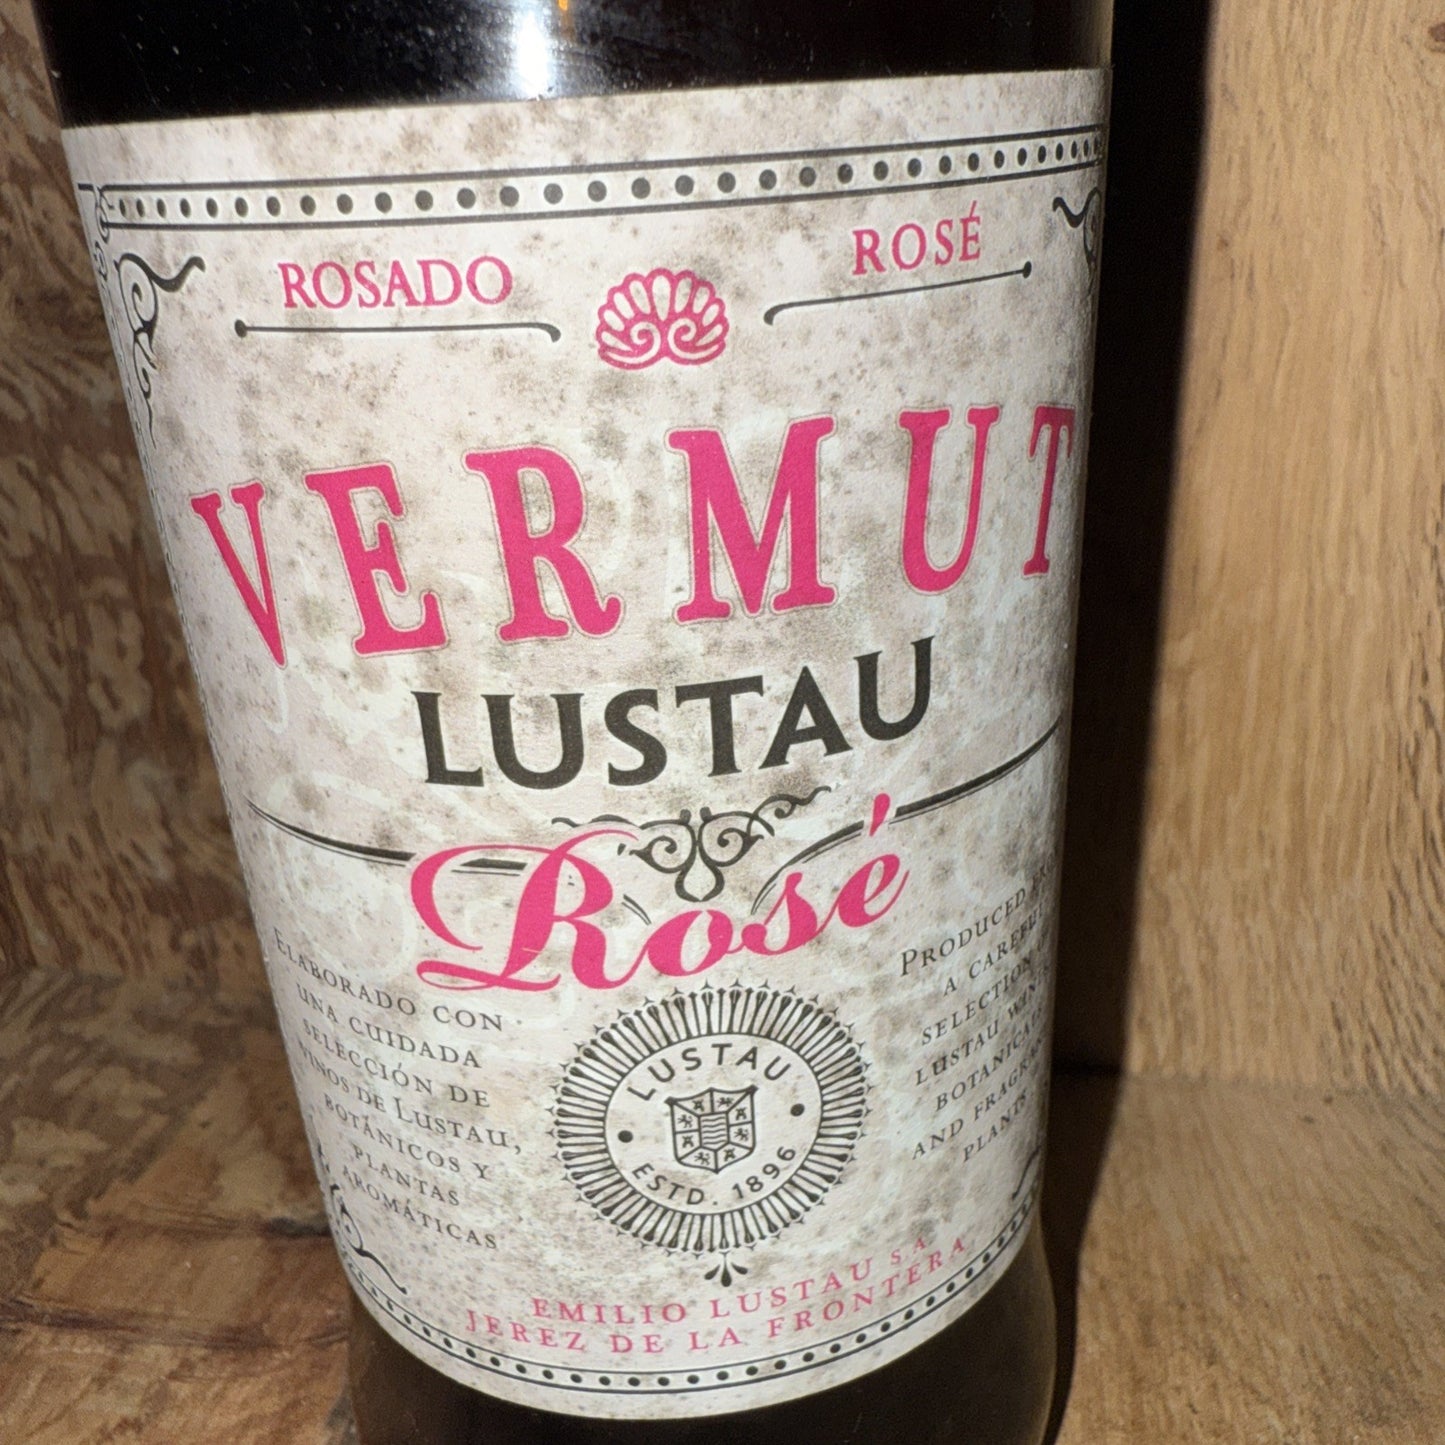 ROSADO
ROSÉ
VERMUT
LUSTAU
Rosé
ELABORADO CON
UNA CUIDADA
SELECCIÓN DE
VINOS DE LUSTAU,
BOTÁNICOS Y
PLANTAS
AROMÁTICAS
PRODUCED
A CAREFUL
SELECTION
LUSTAU
BOTANICALS
AND
PLANTS
LUSTAU
ESTD. 1896
EMILIO LUSTAU S.A.
JEREZ DE LA FRONTERA